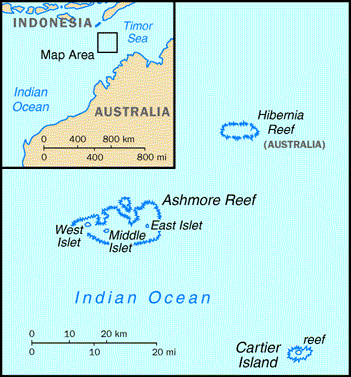 INDONESIA
Timor
Sea
Map Area
Indian
Ocean
AUSTRALIA
0 400 800 km
0 400 800 mi
Hibernia
Reef
(AUSTRALIA)
Ashmore Reef
West
Islet
Middle
Islet
East Islet
Indian Ocean
0 10 20 km
0 10 20 mi
Cartier
Island
reef